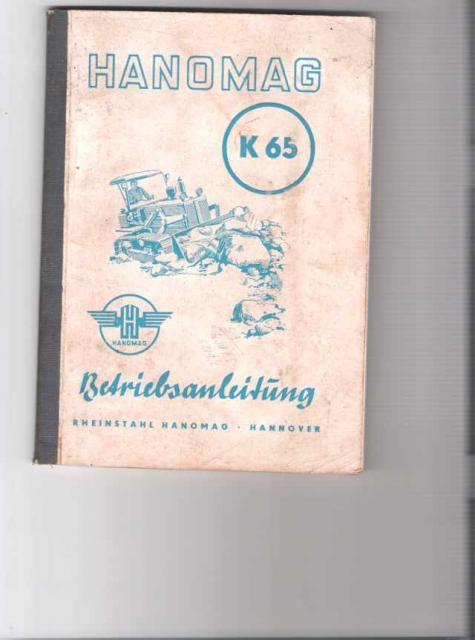 HANOMAG
K 65
HANOMAG
Betriebsanleitung
RHEINSTAHL HANOMAG · HANNOVER